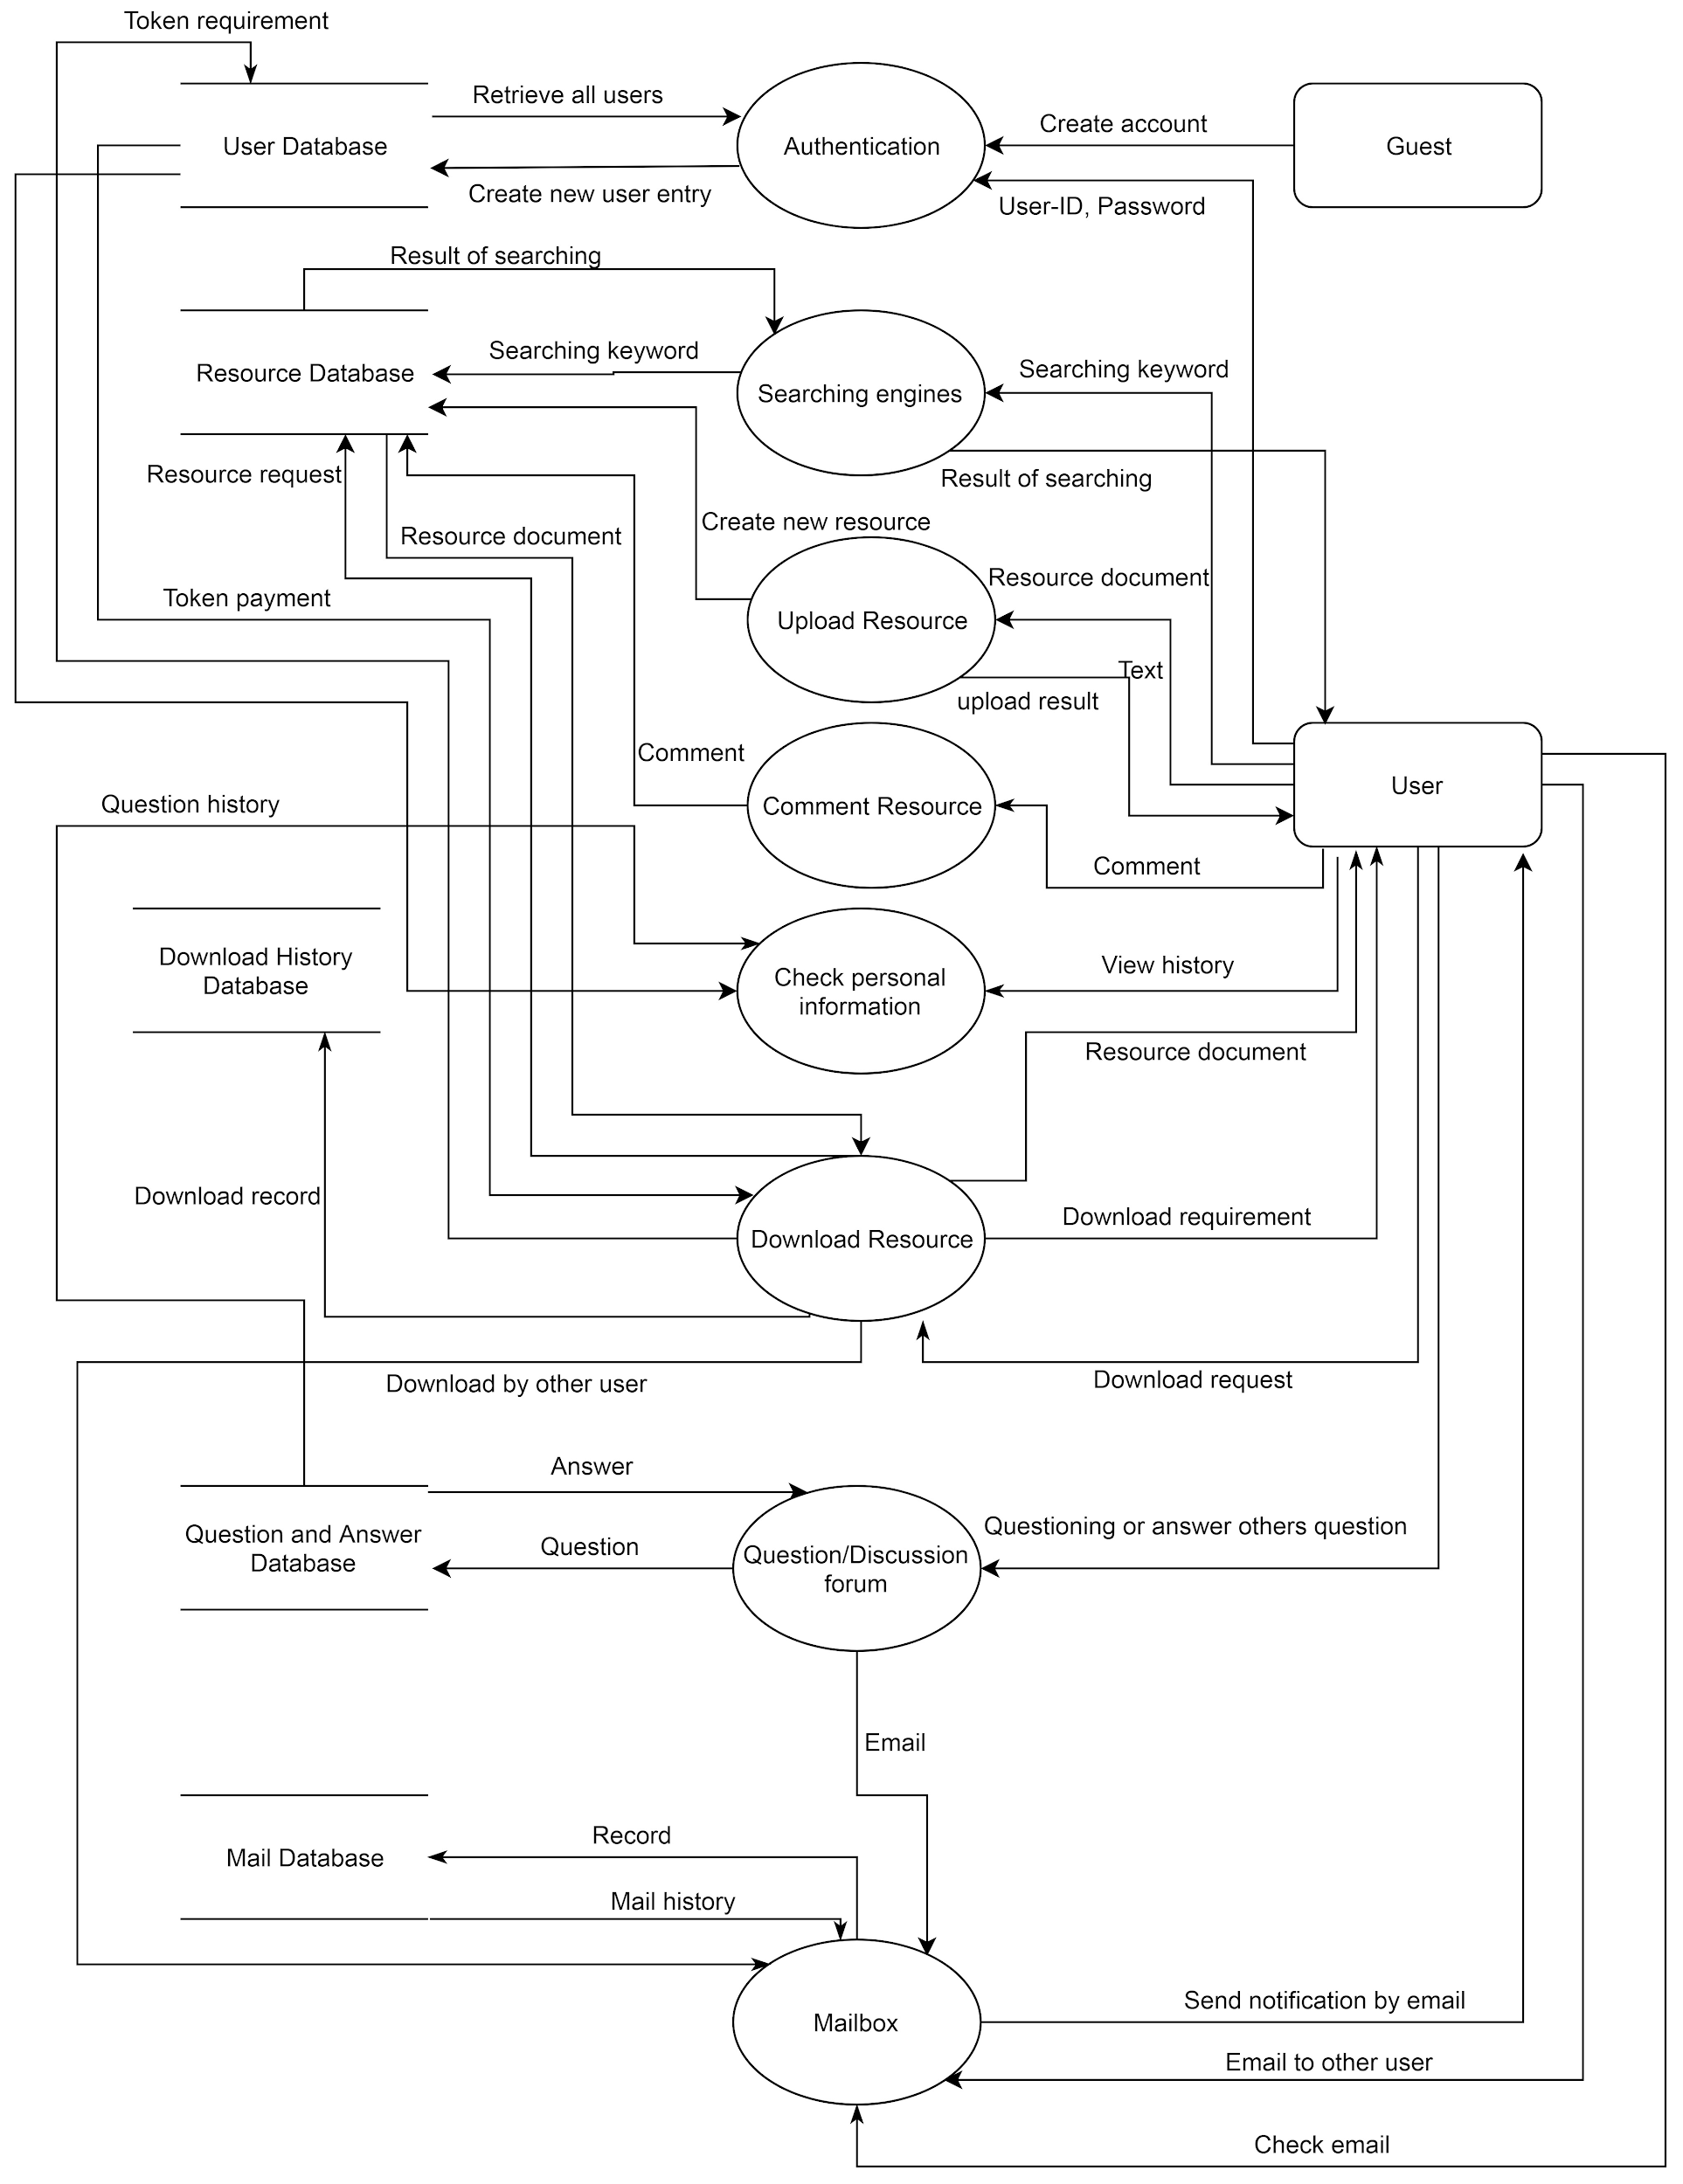 Token requirement
Retrieve all users
Create account
User Database
Authentication
Guest
Create new user entry
User-ID, Password
Result of searching
Searching keyword
Searching keyword
Resource Database
Searching engines
Resource request
Result of searching
Create new resource
Resource document
Resource document
Token payment
Upload Resource
Text
upload result
Comment
User
Question history
Comment Resource
Comment
Download History
Database
Check personal
information
View history
Resource document
Download record
Download requirement
Download Resource
Download by other user
Download request
Answer
Questioning or answer others question
Question and Answer
Database
Question
Question/Discussion
forum
Email
Record
Mail Database
Mail history
Send notification by email
Mailbox
Email to other user
Check email